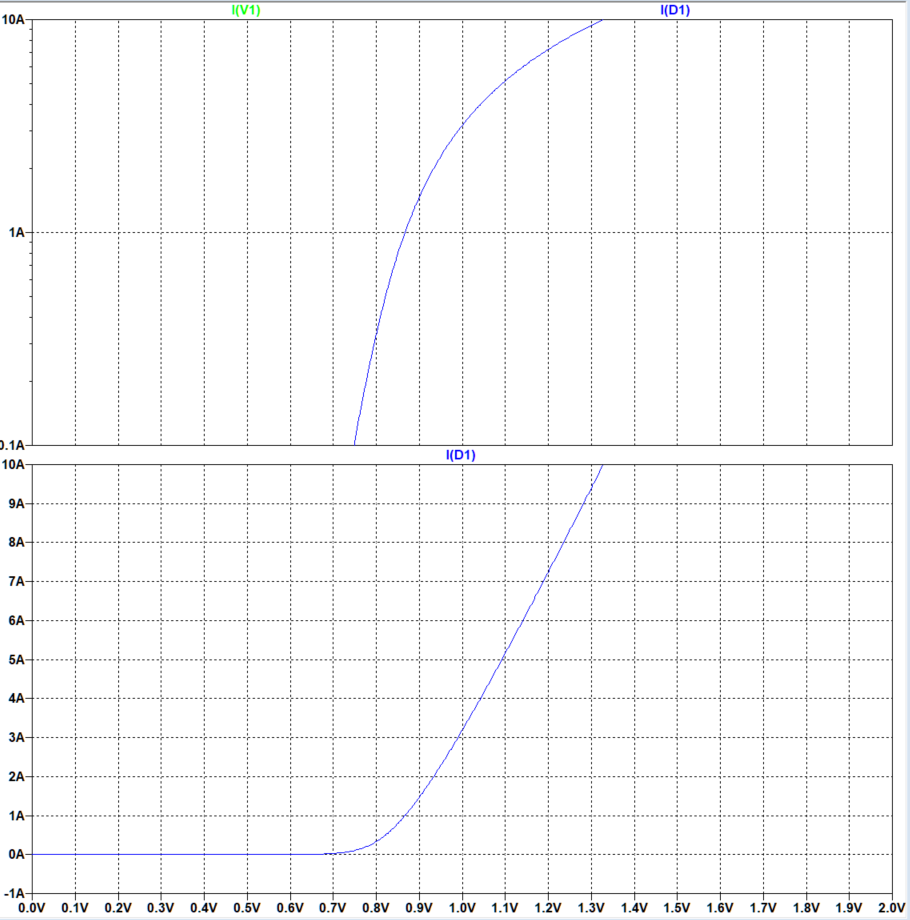 I(V1) I(D1)
10A
1A
0.1A
I(D1)
10A
9A
8A
7A
6A
5A
4A
3A
2A
1A
0A
-1A
0.0V 0.1V 0.2V 0.3V 0.4V 0.5V 0.6V 0.7V 0.8V 0.9V 1.0V 1.1V 1.2V 1.3V 1.4V 1.5V 1.6V 1.7V 1.8V 1.9V 2.0V